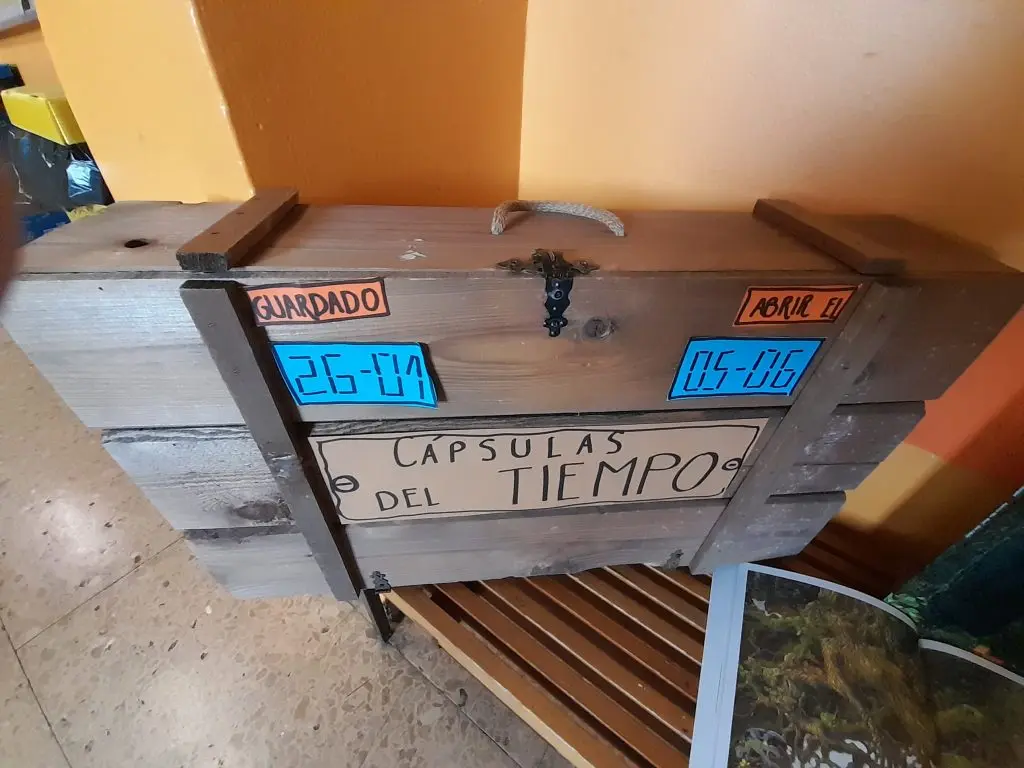 GUARDADO
26-01
ABRIR EL
05-06
CÁPSULAS
DEL TIEMPO